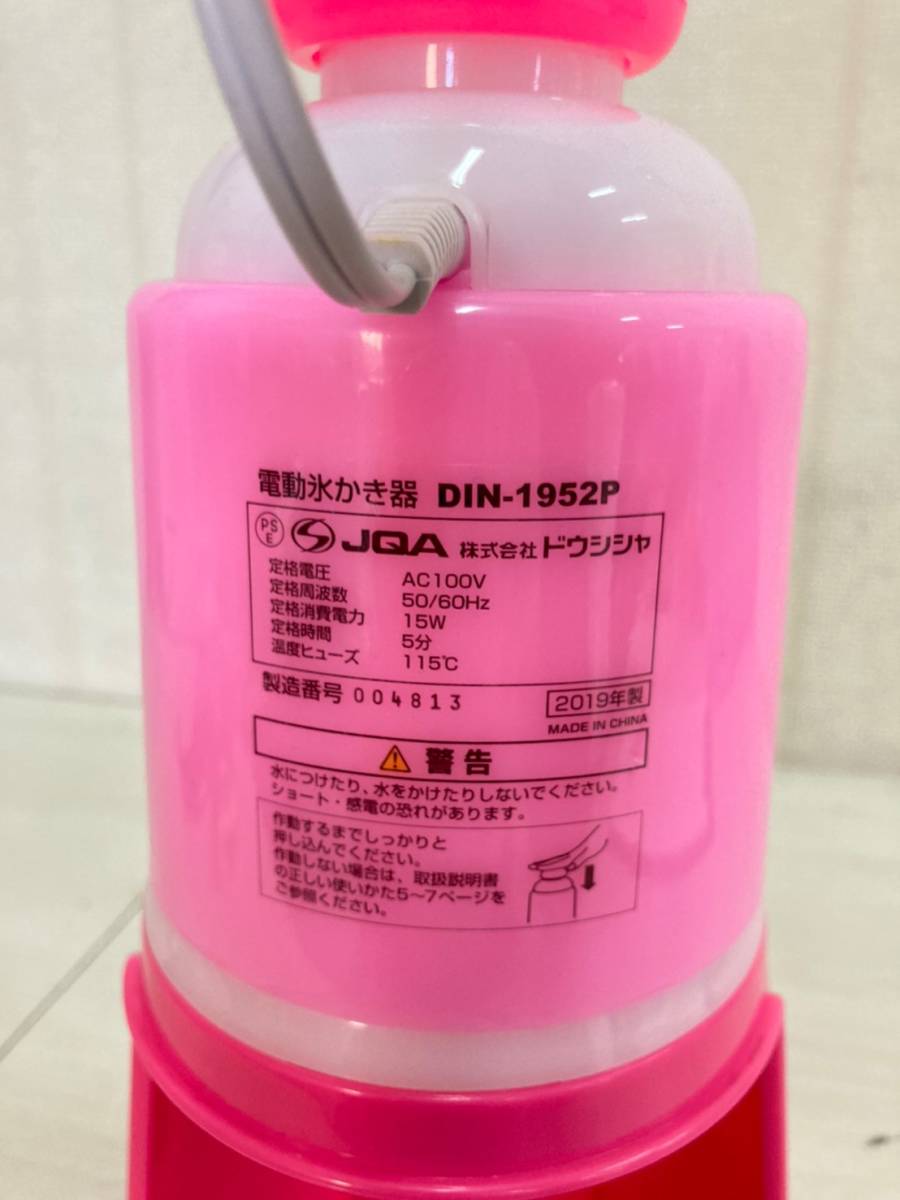 電動氷かき器 DIN-1952P
PS
E
JQA 株式会社ドウシシャ
定格電圧 AC100V
定格周波数 50/60Hz
定格消費電力 15W
定格時間 5分
温度ヒューズ 115℃
製造番号 004813 2019年製
MADE IN CHINA
警告
水につけたり、水をかけたりしないでください。
ショート・感電の恐れがあります。
作動するまでしっかりと
押し込んでください。
作動しない場合は、取扱説明書
の正しい使いかた5〜7ページを
ご参照ください。